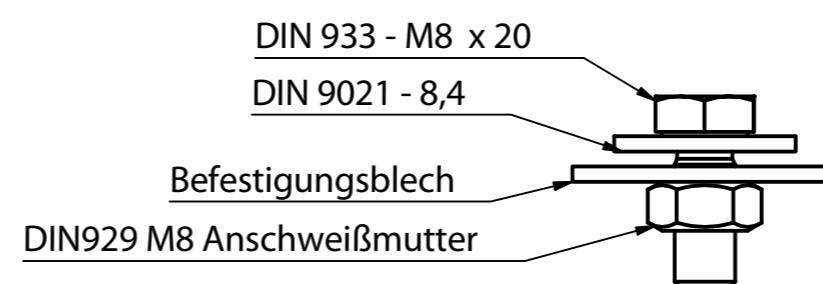 DIN 933 - M8 x 20
DIN 9021 - 8,4
Befestigungsblech
DIN929 M8 Anschweißmutter